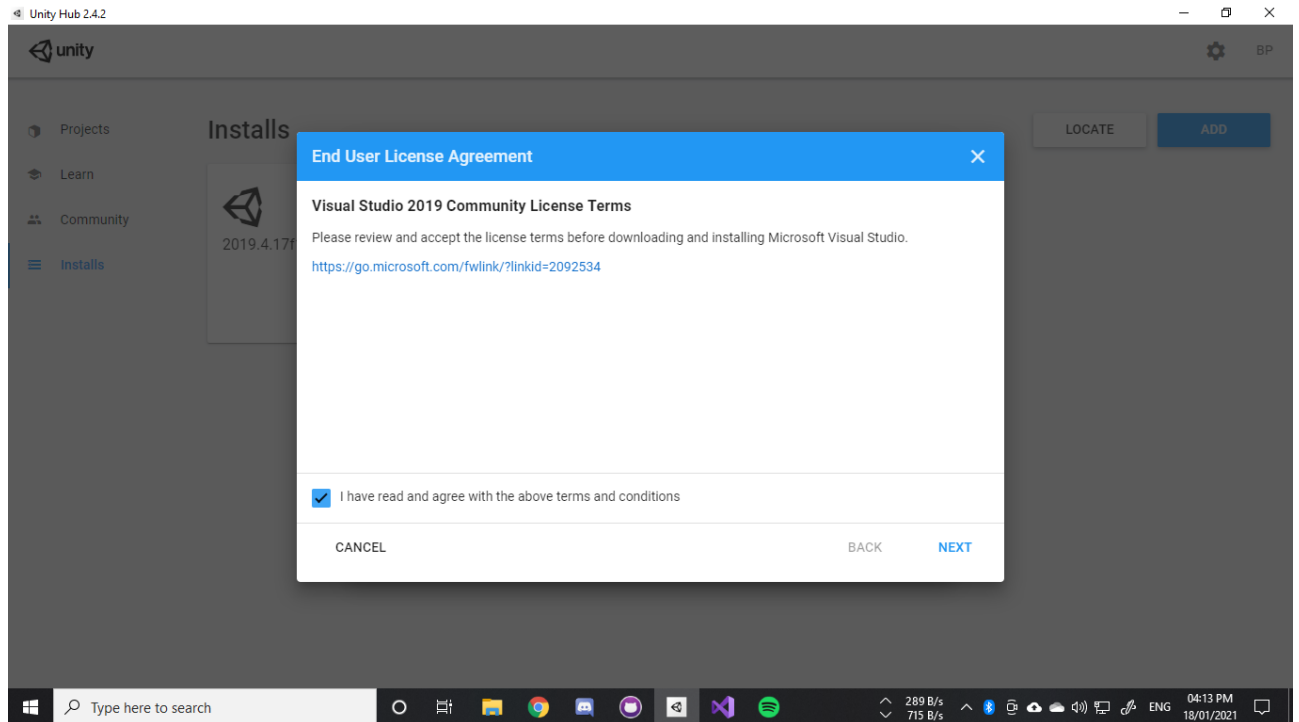 Unity Hub 2.4.2
unity
BP
Projects
Learn
Community
Installs
Installs
LOCATE
ADD
2019.4.17f
End User License Agreement
Visual Studio 2019 Community License Terms
Please review and accept the license terms before downloading and installing Microsoft Visual Studio.
https://go.microsoft.com/fwlink/?linkid=2092534
I have read and agree with the above terms and conditions
CANCEL
BACK
NEXT
Type here to search
289 B/s
715 B/s
ENG
04:13 PM
18/01/2021